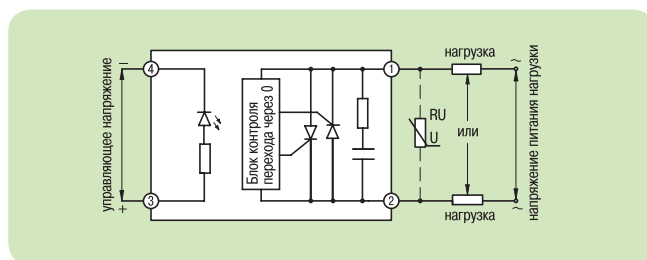 управляющее напряжение
–
4
3
+
Блок контроля
перехода через 0
1
2
RU
U
нагрузка
или
нагрузка
~
~
напряжение питания нагрузки